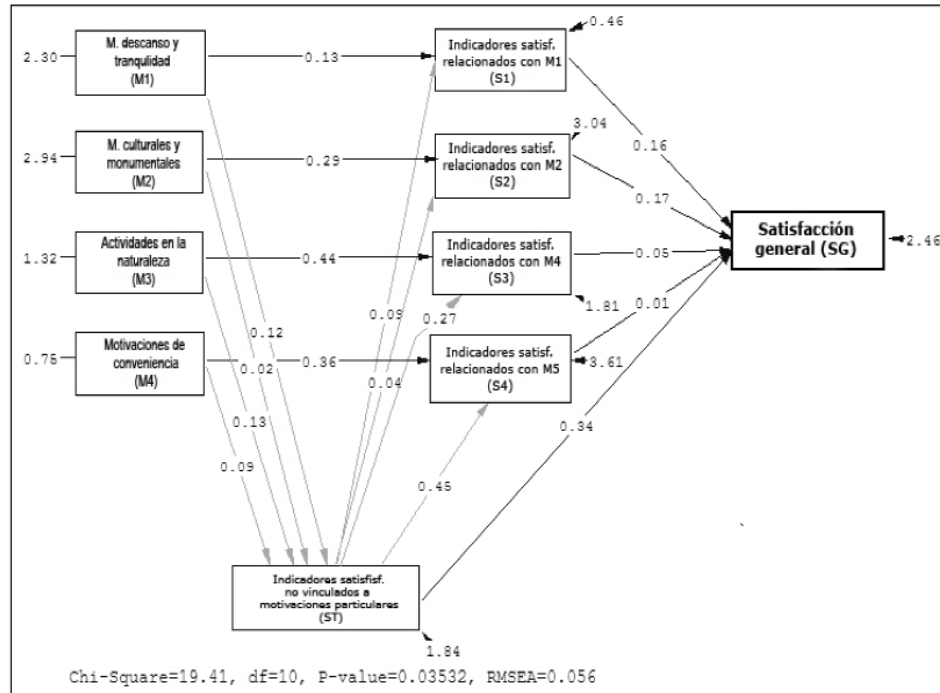 0.46
M. descanso y
tranqulidad
(M1)
Indicadores satisf.
relacionados con M1
(S1)
2.30
0.13
3.04
0.16
M. culturales y
monumentales
(M2)
Indicadores satisf.
relacionados con M2
(S2)
2.94
0.29
0.17
Satisfacción
general (SG)
2.46
Actividades en la
naturaleza
(M3)
Indicadores satisf.
relacionados con M4
(S3)
1.32
0.44
0.05
1.81
0.01
0.09
0.27
0.12
Motivaciones de
conveniencia
(M4)
Indicadores satisf.
relacionados con M5
(S4)
0.75
0.36
3.61
0.02
0.04
0.34
0.13
0.09
0.45
Indicadores satisfisf.
no vinculados a
motivaciones particulares
(ST)
1.84
Chi-Square=19.41, df=10, P-value=0.03532, RMSEA=0.056